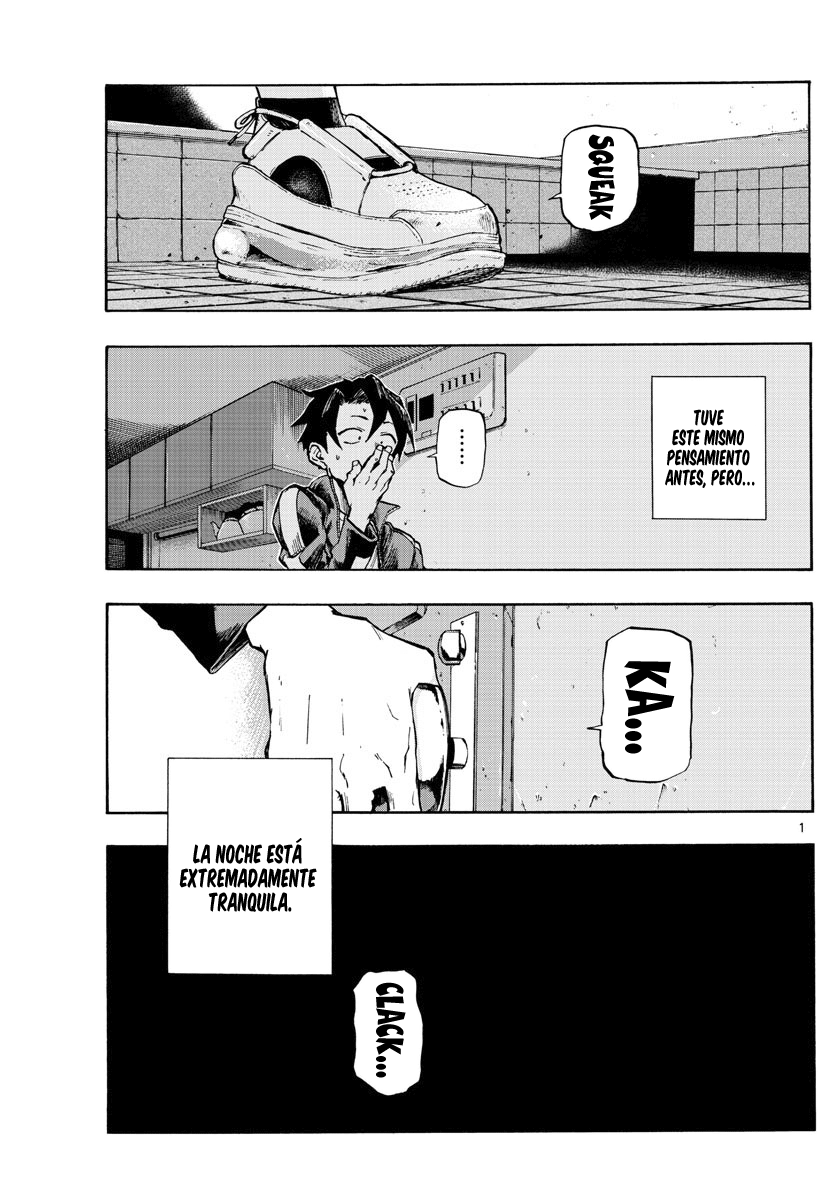 SQUEAK
......
TUVE
ESTE MISMO
PENSAMIENTO
ANTES, PERO...
KA...
1
LA NOCHE ESTÁ
EXTREMADAMENTE
TRANQUILA.
CLACK...